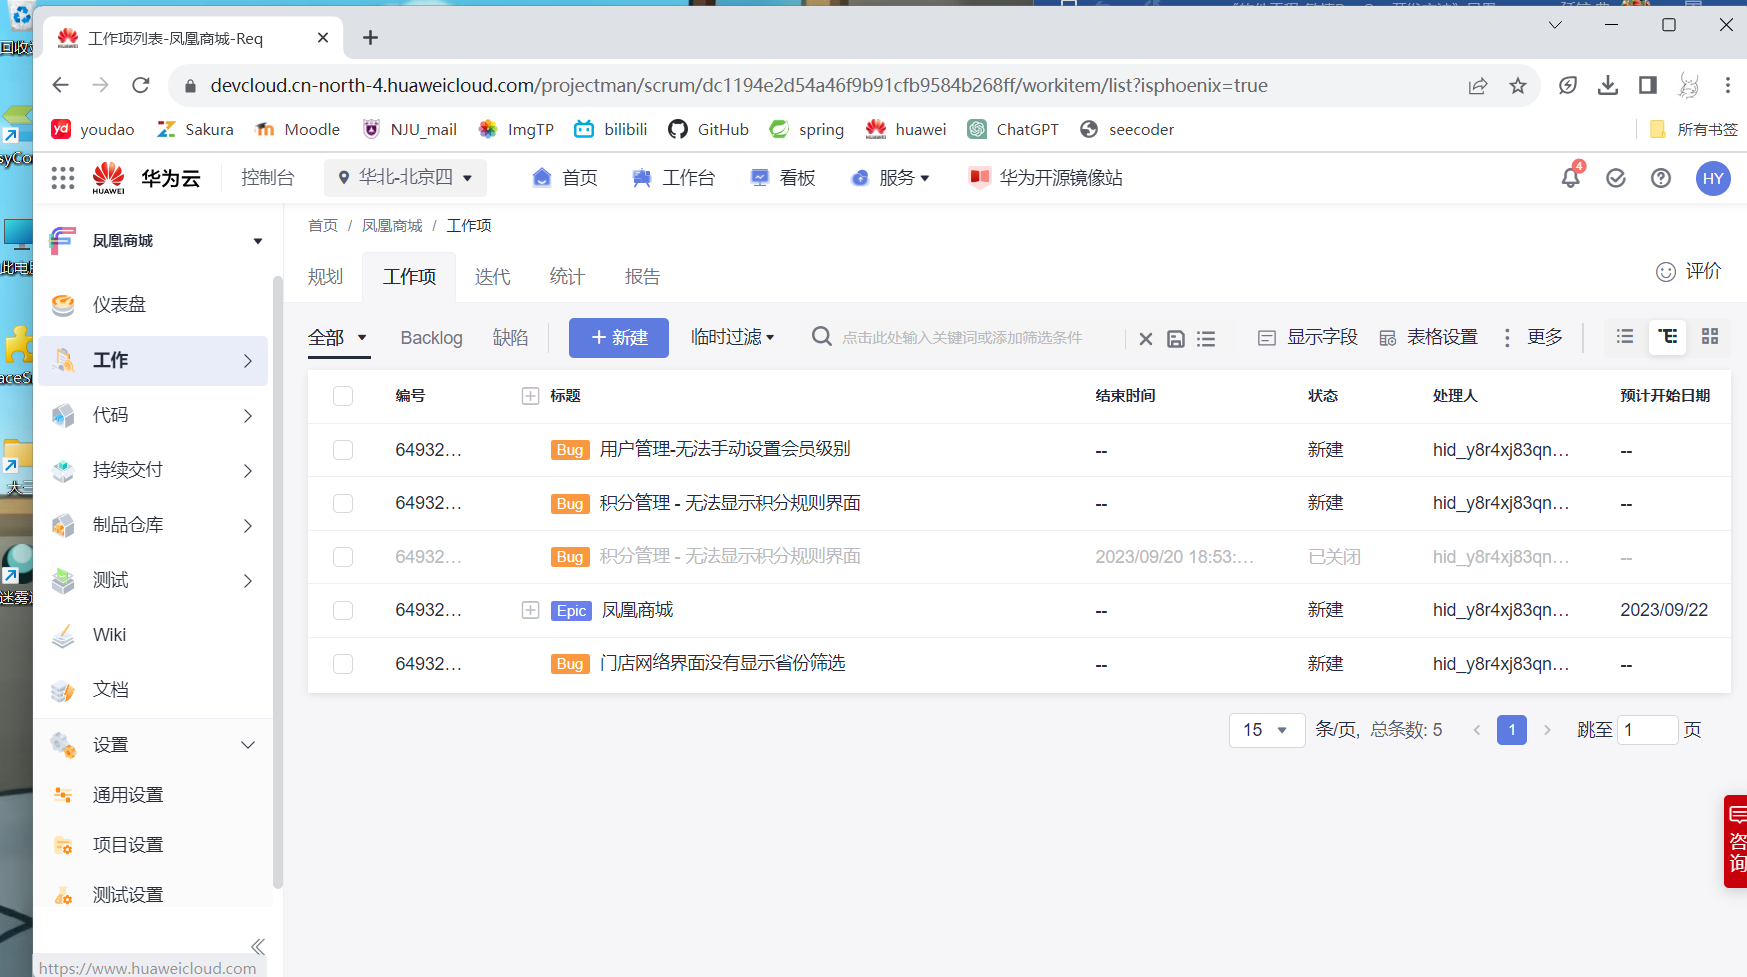 回收
工作项列表-凤凰商城-Req
devcloud.cn-north-4.huaweicloud.com/projectman/scrum/dc1194e2d54a46f9b91cfb9584b268ff/workitem/list?isphoenix=true
yd youdao Sakura Moodle NJU_mail ImgTP bilibili GitHub spring huawei ChatGPT seecoder 所有书签
HUAWEI 华为云 控制台 华北-北京四 首页 工作台 看板 服务 华为开源镜像站 4 HY
凤凰商城
首页 / 凤凰商城 / 工作项
规划 工作项 迭代 统计 报告 评价
仪表盘
工作
代码
持续交付
制品仓库
测试
Wiki
文档
设置
通用设置
项目设置
测试设置
全部 Backlog 缺陷 新建 临时过滤 点击此处输入关键词或添加筛选条件 显示字段 表格设置 更多
编号 标题 结束时间 状态 处理人 预计开始日期
64932... Bug 用户管理-无法手动设置会员级别 -- 新建 hid_y8r4xj83qn... --
64932... Bug 积分管理 - 无法显示积分规则界面 -- 新建 hid_y8r4xj83qn... --
64932... Bug 积分管理 - 无法显示积分规则界面 2023/09/20 18:53:... 已关闭 hid_y8r4xj83qn... --
64932... Epic 凤凰商城 -- 新建 hid_y8r4xj83qn... 2023/09/22
64932... Bug 门店网络界面没有显示省份筛选 -- 新建 hid_y8r4xj83qn... --
15 条/页, 总条数: 5 1 跳至 1 页
咨询
https://www.huaweicloud.com